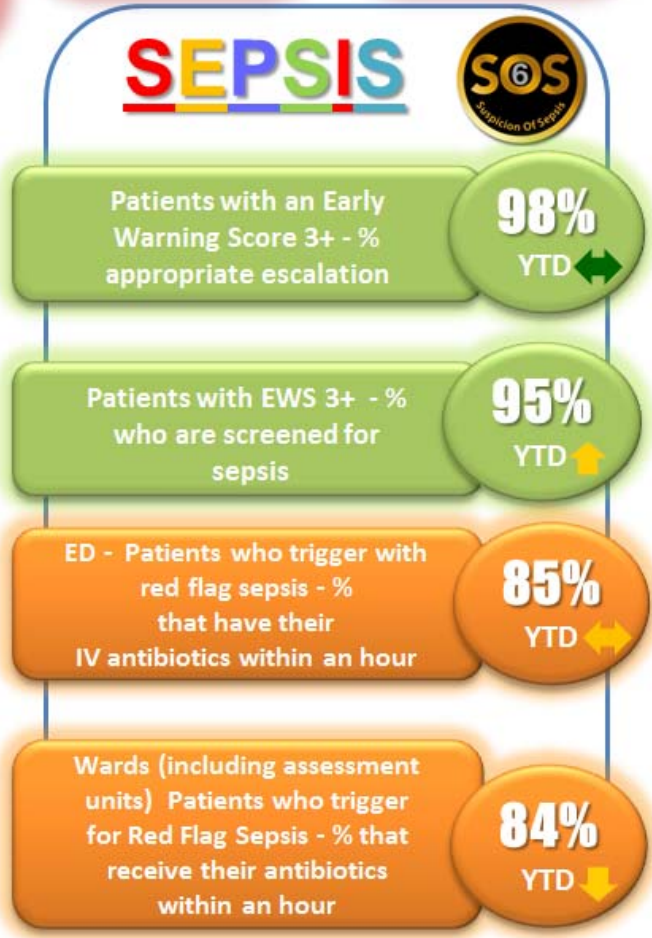 SEPSIS
SOS
6
Suspicion Of Sepsis
Patients with an Early
Warning Score 3+ - %
appropriate escalation
98%
YTD
Patients with EWS 3+ - %
who are screened for
sepsis
95%
YTD
ED - Patients who trigger with
red flag sepsis - %
that have their
IV antibiotics within an hour
85%
YTD
Wards (including assessment
units) Patients who trigger
for Red Flag Sepsis - % that
receive their antibiotics
within an hour
84%
YTD